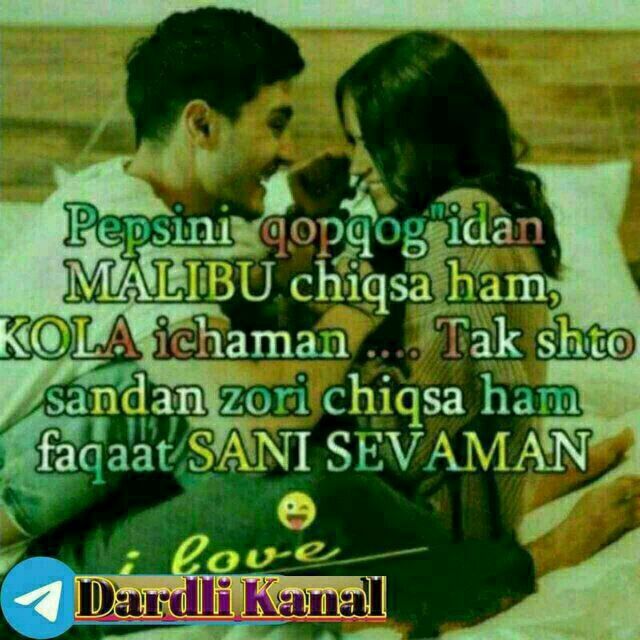 Pepsini qopqog"idan
MALIBU chiqsa ham,
KOLA ichaman .... Tak shto
sandan zori chiqsa ham
faqaat SANI SEVAMAN
i love
Dardli Kanal